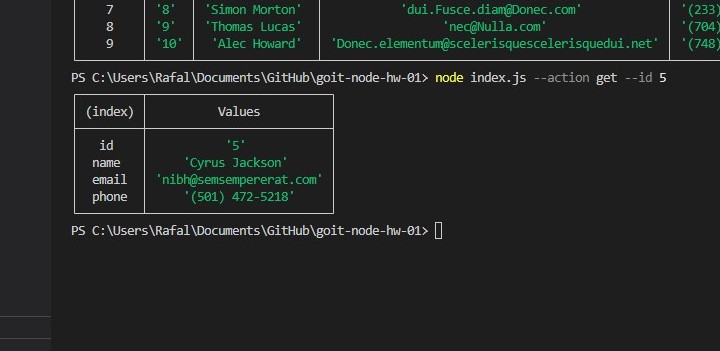 7 '8' 'Simon Morton' 'dui.Fusce.diam@Donec.com' '(233)
8 '9' 'Thomas Lucas' 'nec@Nulla.com' '(704)
9 '10' 'Alec Howard' 'Donec.elementum@scelerisquescelerisquedui.net' '(748)
PS C:\Users\Rafal\Documents\GitHub\goit-node-hw-01> node index.js --action get --id 5
(index) Values
id '5'
name 'Cyrus Jackson'
email 'nibh@semsempererat.com'
phone '(501) 472-5218'
PS C:\Users\Rafal\Documents\GitHub\goit-node-hw-01>